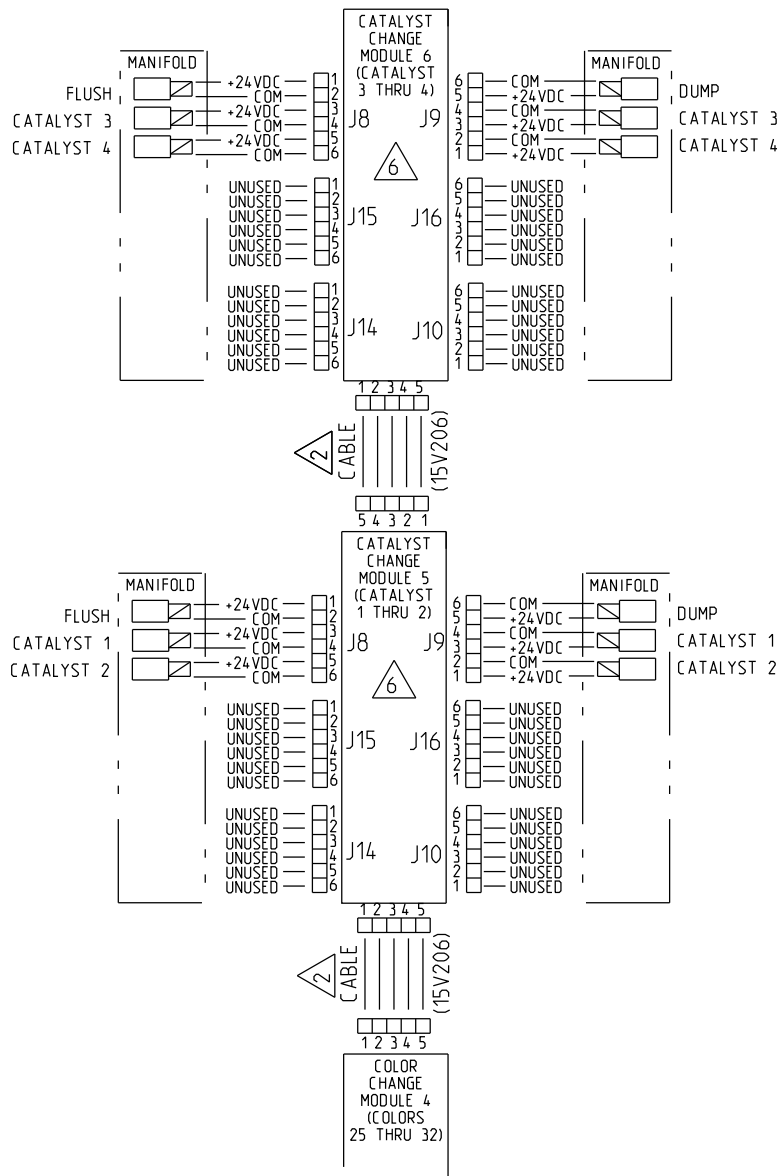 CATALYST
CHANGE
MODULE 6
(CATALYST
3 THRU 4)
MANIFOLD
FLUSH
CATALYST 3
CATALYST 4
+24VDC 1
COM 2
+24VDC 3
COM 4
+24VDC 5
COM 6
J8 J9
6
6 COM
5 +24VDC
4 COM
3 +24VDC
2 COM
1 +24VDC
MANIFOLD
DUMP
CATALYST 3
CATALYST 4
UNUSED 1
UNUSED 2
UNUSED 3
UNUSED 4
UNUSED 5
UNUSED 6
J15 J16
6 UNUSED
5 UNUSED
4 UNUSED
3 UNUSED
2 UNUSED
1 UNUSED
UNUSED 1
UNUSED 2
UNUSED 3
UNUSED 4
UNUSED 5
UNUSED 6
J14 J10
6 UNUSED
5 UNUSED
4 UNUSED
3 UNUSED
2 UNUSED
1 UNUSED
1 2 3 4 5
2
CABLE
(15V206)
5 4 3 2 1
CATALYST
CHANGE
MODULE 5
(CATALYST
1 THRU 2)
MANIFOLD
FLUSH
CATALYST 1
CATALYST 2
+24VDC 1
COM 2
+24VDC 3
COM 4
+24VDC 5
COM 6
J8 J9
6
6 COM
5 +24VDC
4 COM
3 +24VDC
2 COM
1 +24VDC
MANIFOLD
DUMP
CATALYST 1
CATALYST 2
UNUSED 1
UNUSED 2
UNUSED 3
UNUSED 4
UNUSED 5
UNUSED 6
J15 J16
6 UNUSED
5 UNUSED
4 UNUSED
3 UNUSED
2 UNUSED
1 UNUSED
UNUSED 1
UNUSED 2
UNUSED 3
UNUSED 4
UNUSED 5
UNUSED 6
J14 J10
6 UNUSED
5 UNUSED
4 UNUSED
3 UNUSED
2 UNUSED
1 UNUSED
1 2 3 4 5
2
CABLE
(15V206)
1 2 3 4 5
COLOR
CHANGE
MODULE 4
(COLORS
25 THRU 32)